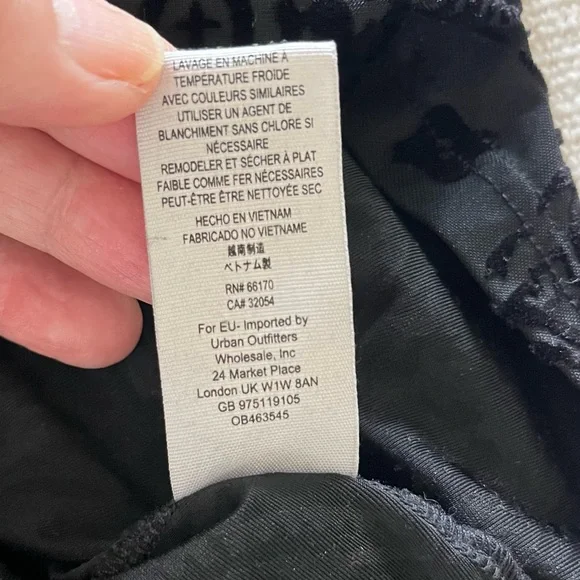 LAVAGE EN MACHINE À
TEMPÉRATURE FROIDE
AVEC COULEURS SIMILAIRES
UTILISER UN AGENT DE
BLANCHIMENT SANS CHLORE SI
NÉCESSAIRE
REMODELER ET SÉCHER À PLAT
FAIBLE COMME FER NÉCESSAIRES
PEUT-ÊTRE ÊTRE NETTOYÉE SEC
HECHO EN VIETNAM
FABRICADO NO VIETNAME
越南制造
ベトナム製
RN# 66170
CA# 32054
For EU- Imported by
Urban Outfitters
Wholesale, Inc
24 Market Place
London UK W1W 8AN
GB 975119105
OB463545